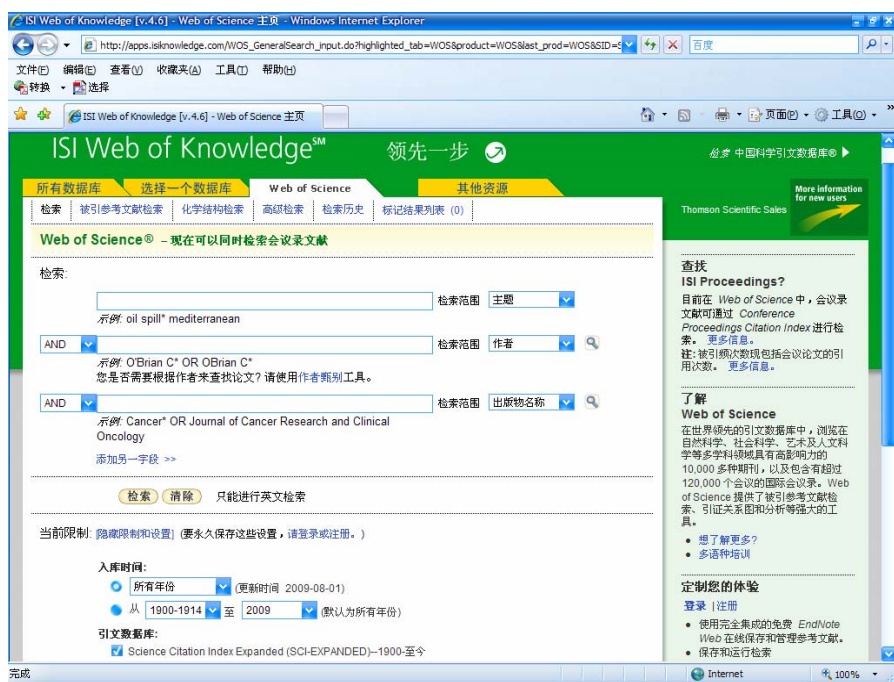 ISI Web of Knowledge [v.4.6] - Web of Science 主页 - Windows Internet Explorer
http://apps.isiknowledge.com/WOS_GeneralSearch_input.do?highlighted_tab=WOS&product=WOS&last_prod=WOS&SID=
百度
文件(F) 编辑(E) 查看(V) 收藏夹(A) 工具(T) 帮助(H)
转换 选择
ISI Web of Knowledge [v.4.6] - Web of Science 主页
页面(P) 工具(O)
ISI Web of Knowledge℠ 领先一步
检索 中国科学引文数据库®
所有数据库 选择一个数据库 Web of Science 其他资源
检索 被引参考文献检索 化学结构检索 高级检索 检索历史 标记结果列表 (0)
Thomson Scientific Sales
More information
for new users
Web of Science® – 现在可以同时检索会议录文献
检索:
检索范围 主题
示例: oil spill* mediterranean
AND 检索范围 作者
示例: O'Brian C* OR OBrian C*
您是否需要根据作者来查找论文? 请使用作者甄别工具。
AND 检索范围 出版物名称
示例: Cancer* OR Journal of Cancer Research and Clinical
Oncology
添加另一字段 >>
检索 清除 只能进行英文检索
当前限制: [隐藏限制和设置] (要永久保存这些设置，请登录或注册。)
入库时间:
所有年份 (更新时间 2009-08-01)
从 1900-1914 至 2009 (默认为所有年份)
引文数据库:
Science Citation Index Expanded (SCI-EXPANDED)--1900-至今
查找
ISI Proceedings?
目前在 Web of Science 中，会议录
文献可通过 Conference
Proceedings Citation Index 进行检
索。 更多信息。
注: 被引频次数现包括会议论文的引
用次数。 更多信息。
了解
Web of Science
在世界领先的引文数据库中，浏览在
自然科学、社会科学、艺术及人文科
学等多学科领域具有高影响力的
10,000 多种期刊，以及包含有超过
120,000 个会议的国际会议录。 Web
of Science 提供了被引参考文献检
索、引证关系图和分析等强大的工
具。
想了解更多?
多语种培训
定制您的体验
登录 | 注册
使用完全集成的免费 EndNote
Web 在线保存和管理参考文献。
保存和运行检索
完成
Internet 100%